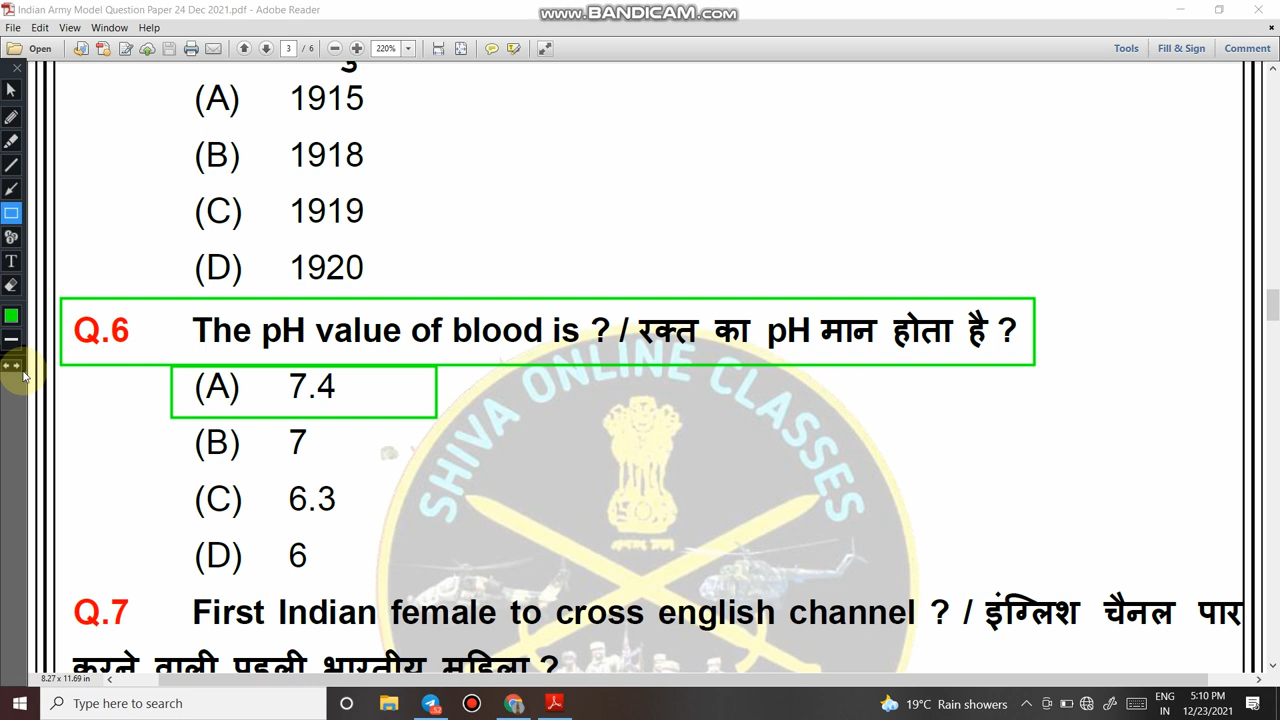 Indian Army Model Question Paper 24 Dec 2021.pdf - Adobe Reader
www.BANDICAM.com
File Edit View Window Help
Open 3 / 6 220% Tools Fill & Sign Comment
(A) 1915
(B) 1918
(C) 1919
(D) 1920
Q.6 The pH value of blood is ? / रक्त का pH मान होता है ?
(A) 7.4
(B) 7
(C) 6.3
(D) 6
SHIVA ONLINE CLASSES
Q.7 First Indian female to cross english channel ? / इंग्लिश चैनल पार
करने वाली पहली भारतीय महिला ?
8.27 x 11.69 in
Type here to search
19°C Rain showers
ENG
IN
5:10 PM
12/23/2021